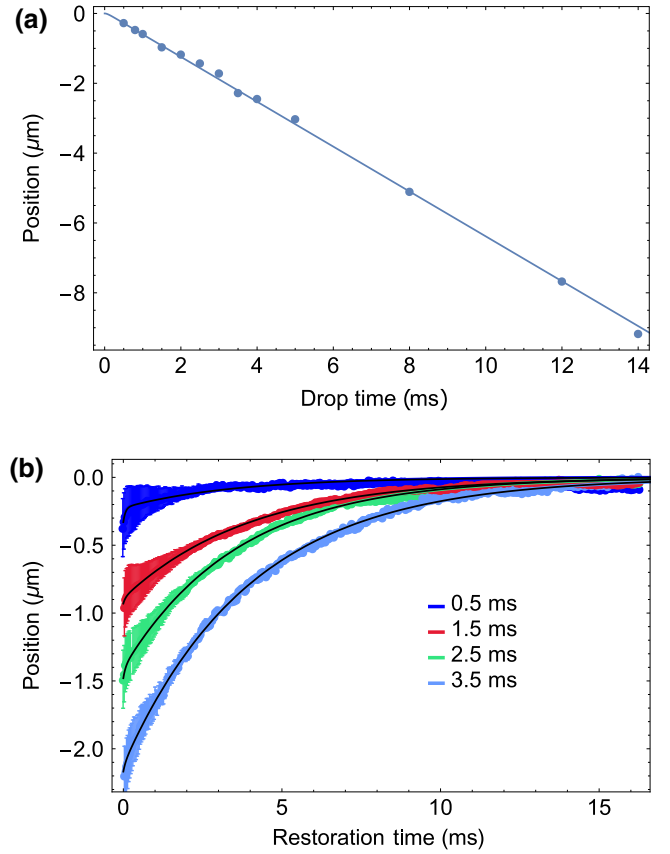 (a)
0
−2
−4
−6
−8
Position (µm)
0 2 4 6 8 10 12 14
Drop time (ms)
(b)
0.0
−0.5
−1.0
−1.5
−2.0
Position (µm)
0.5 ms
1.5 ms
2.5 ms
3.5 ms
0 5 10 15
Restoration time (ms)